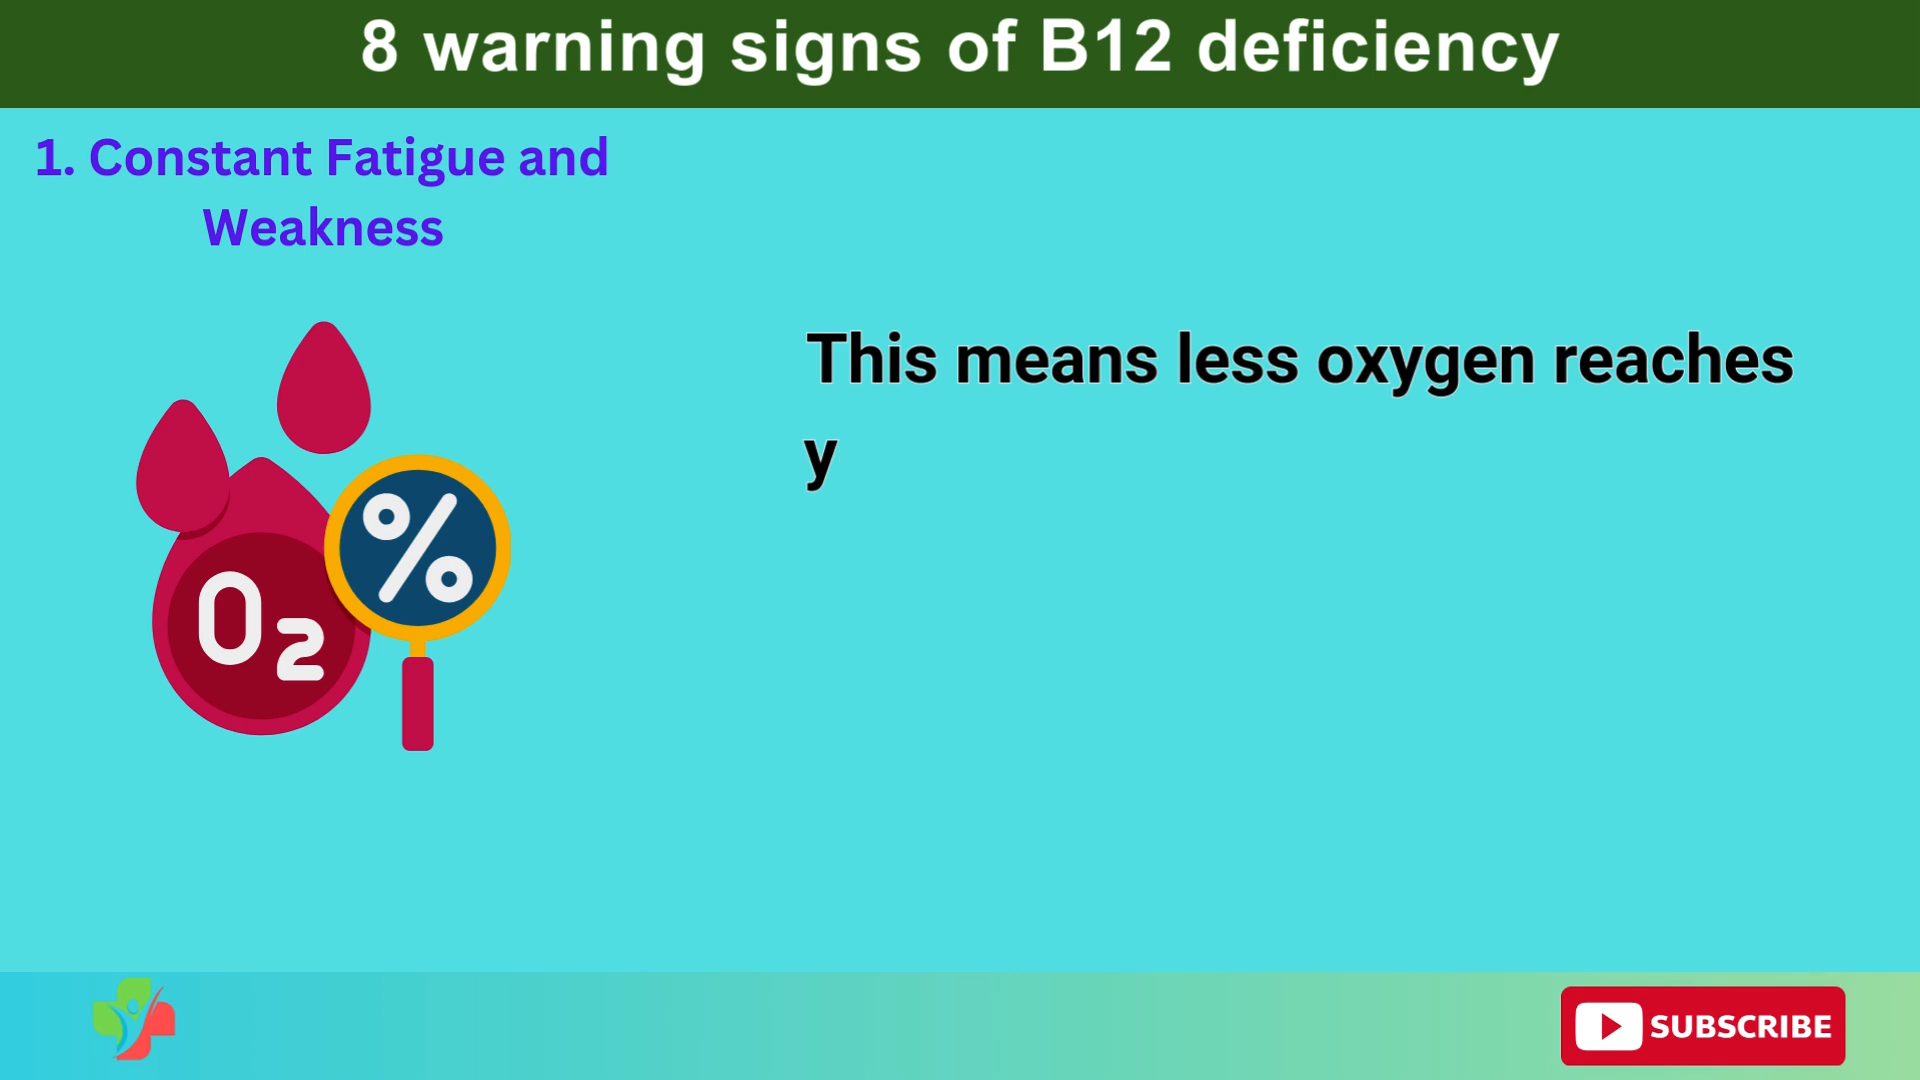 8 warning signs of B12 deficiency
1. Constant Fatigue and
Weakness
This means less oxygen reaches
y
%
O2
SUBSCRIBE